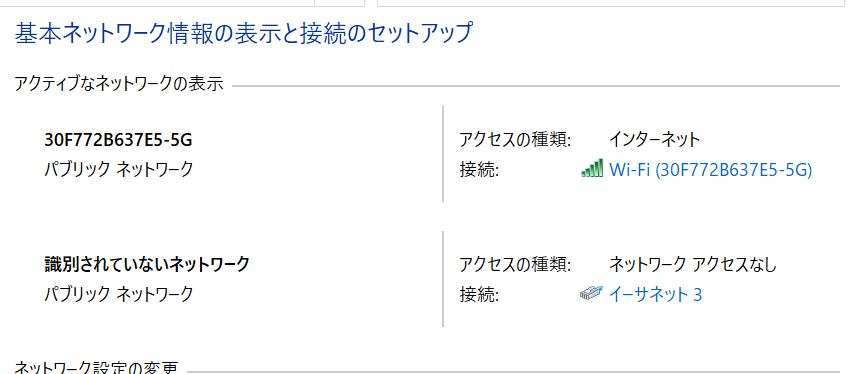 基本ネットワーク情報の表示と接続のセットアップ
アクティブなネットワークの表示
30F772B637E5-5G
パブリック ネットワーク
アクセスの種類: インターネット
接続: Wi-Fi (30F772B637E5-5G)
識別されていないネットワーク
パブリック ネットワーク
アクセスの種類: ネットワーク アクセスなし
接続: イーサネット 3
ネットワーク設定の変更